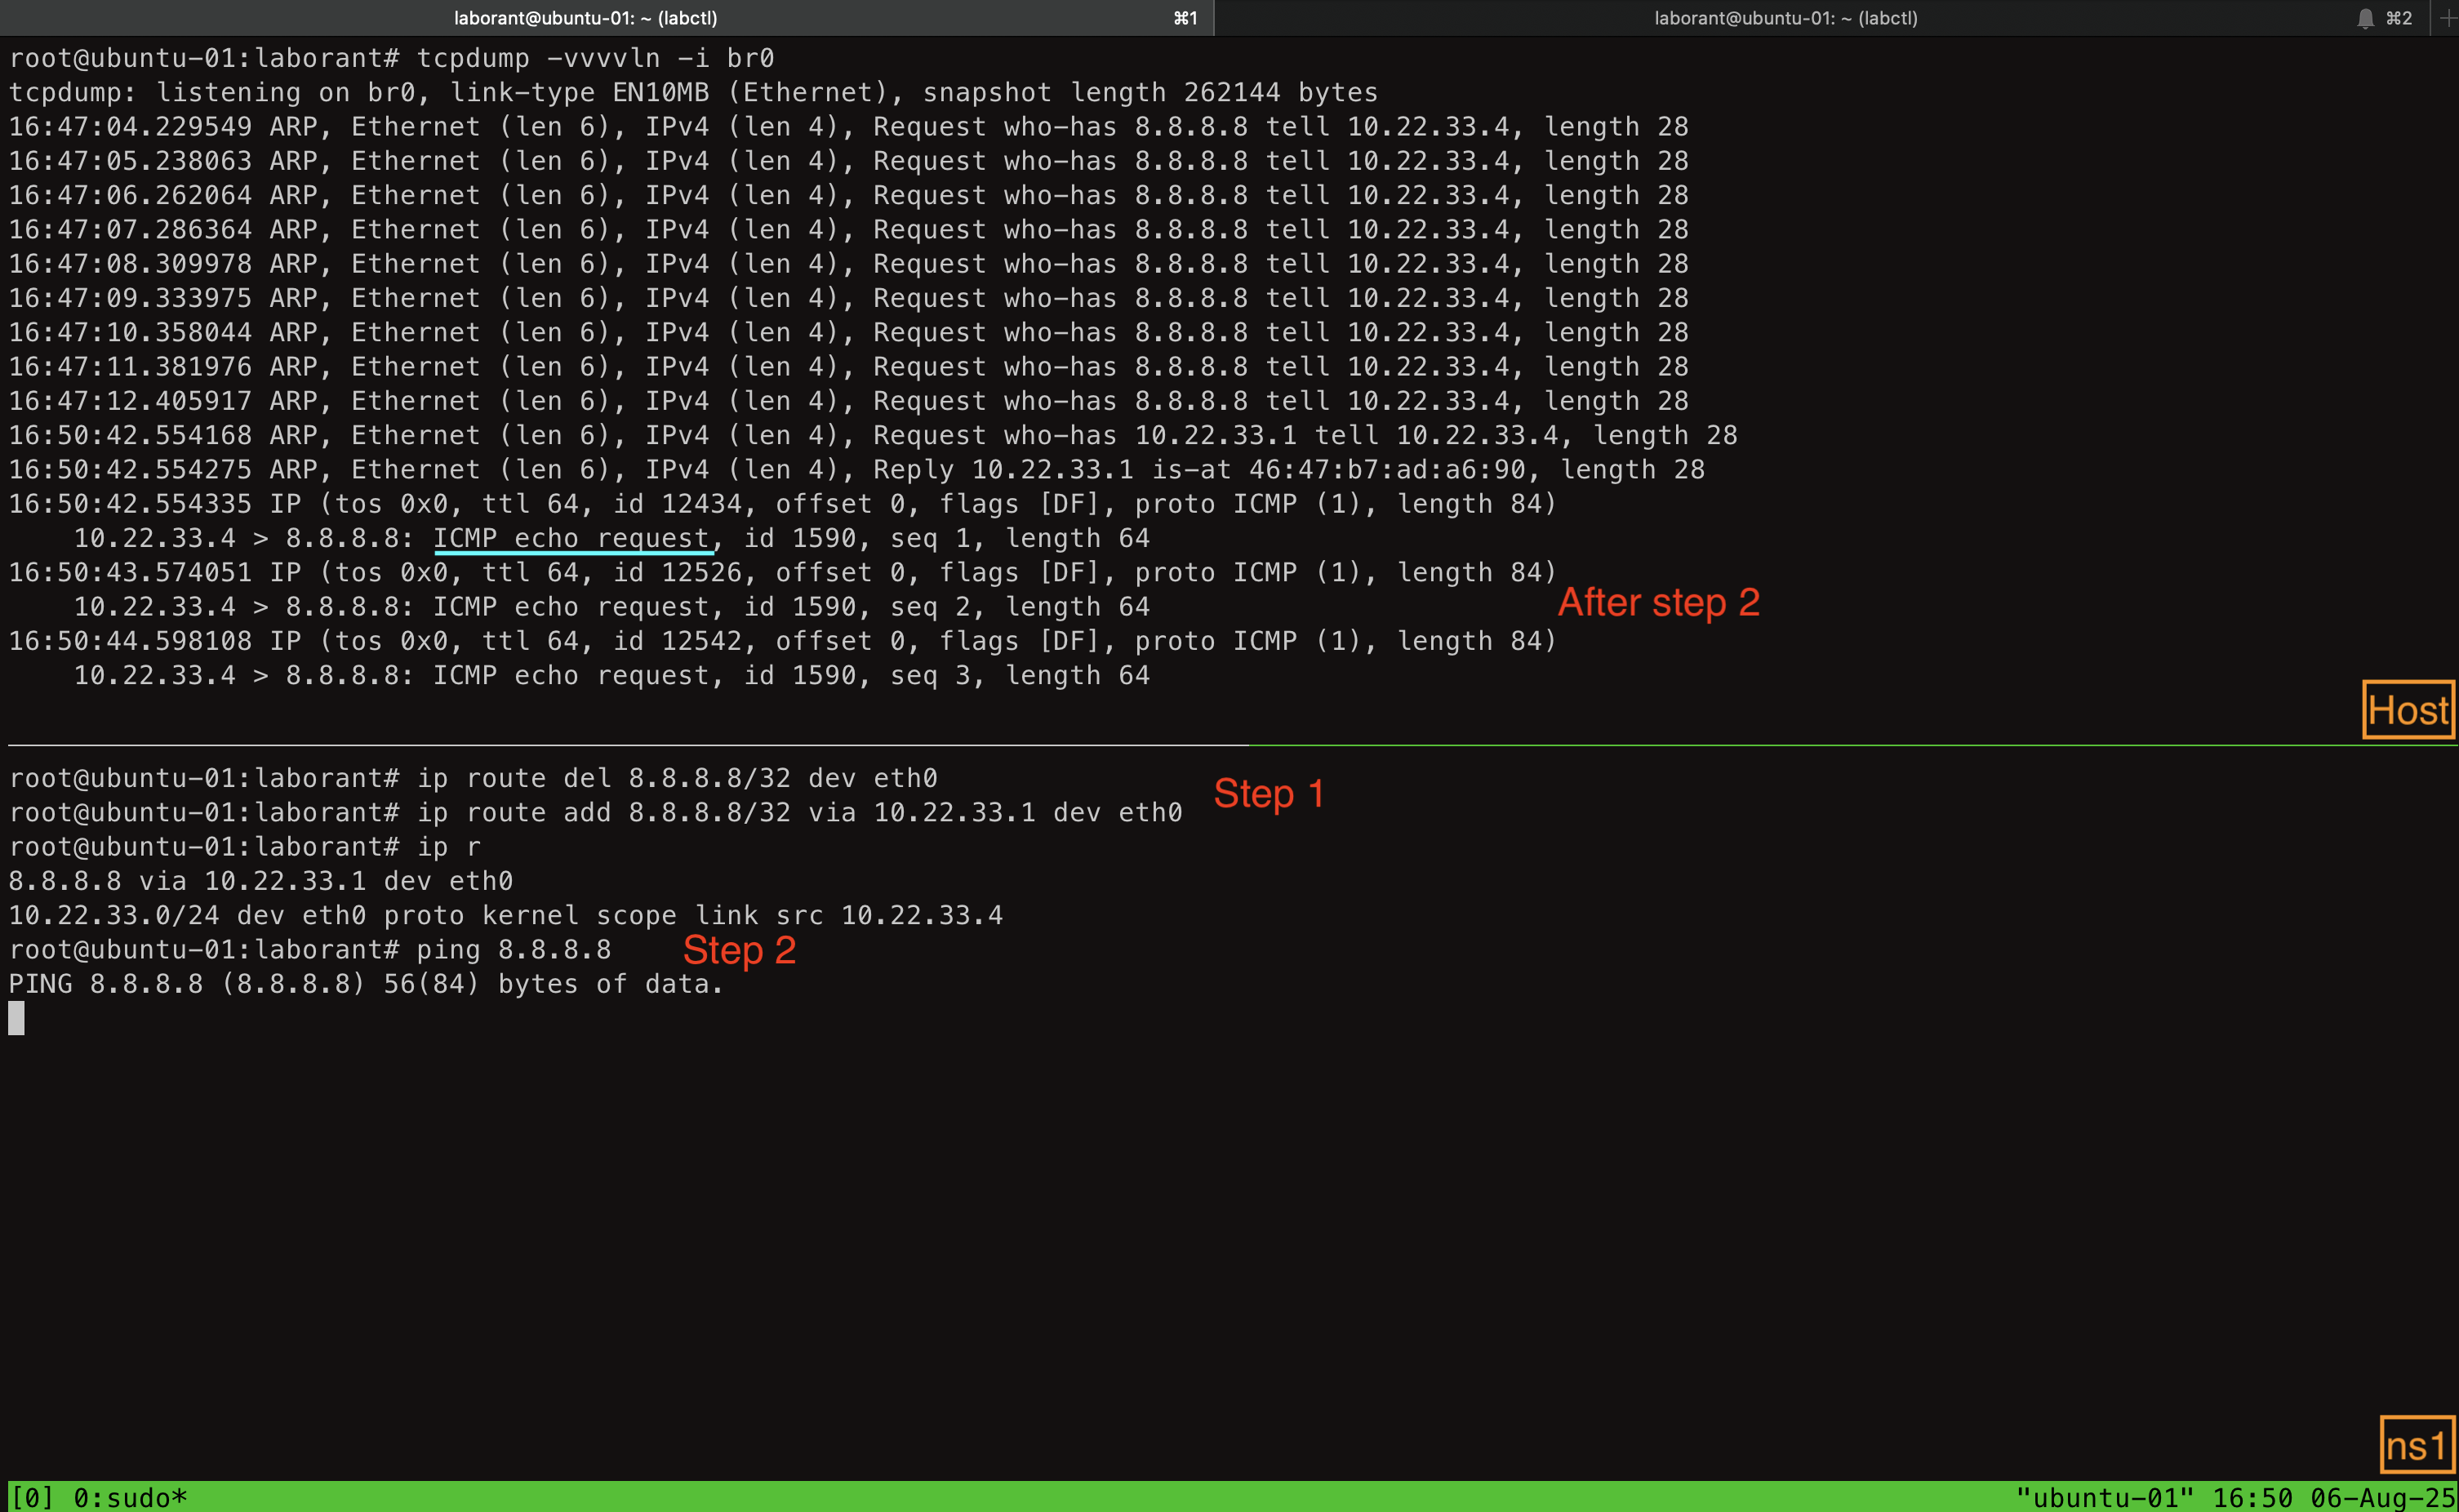 laborant@ubuntu-01: ~ (labctl) ⌘1 laborant@ubuntu-01: ~ (labctl) ⌘2
root@ubuntu-01:laborant# tcpdump -vvvvln -i br0
tcpdump: listening on br0, link-type EN10MB (Ethernet), snapshot length 262144 bytes
16:47:04.229549 ARP, Ethernet (len 6), IPv4 (len 4), Request who-has 8.8.8.8 tell 10.22.33.4, length 28
16:47:05.238063 ARP, Ethernet (len 6), IPv4 (len 4), Request who-has 8.8.8.8 tell 10.22.33.4, length 28
16:47:06.262064 ARP, Ethernet (len 6), IPv4 (len 4), Request who-has 8.8.8.8 tell 10.22.33.4, length 28
16:47:07.286364 ARP, Ethernet (len 6), IPv4 (len 4), Request who-has 8.8.8.8 tell 10.22.33.4, length 28
16:47:08.309978 ARP, Ethernet (len 6), IPv4 (len 4), Request who-has 8.8.8.8 tell 10.22.33.4, length 28
16:47:09.333975 ARP, Ethernet (len 6), IPv4 (len 4), Request who-has 8.8.8.8 tell 10.22.33.4, length 28
16:47:10.358044 ARP, Ethernet (len 6), IPv4 (len 4), Request who-has 8.8.8.8 tell 10.22.33.4, length 28
16:47:11.381976 ARP, Ethernet (len 6), IPv4 (len 4), Request who-has 8.8.8.8 tell 10.22.33.4, length 28
16:47:12.405917 ARP, Ethernet (len 6), IPv4 (len 4), Request who-has 8.8.8.8 tell 10.22.33.4, length 28
16:50:42.554168 ARP, Ethernet (len 6), IPv4 (len 4), Request who-has 10.22.33.1 tell 10.22.33.4, length 28
16:50:42.554275 ARP, Ethernet (len 6), IPv4 (len 4), Reply 10.22.33.1 is-at 46:47:b7:ad:a6:90, length 28
16:50:42.554335 IP (tos 0x0, ttl 64, id 12434, offset 0, flags [DF], proto ICMP (1), length 84)
10.22.33.4 > 8.8.8.8: ICMP echo request, id 1590, seq 1, length 64
16:50:43.574051 IP (tos 0x0, ttl 64, id 12526, offset 0, flags [DF], proto ICMP (1), length 84)
10.22.33.4 > 8.8.8.8: ICMP echo request, id 1590, seq 2, length 64
After step 2
16:50:44.598108 IP (tos 0x0, ttl 64, id 12542, offset 0, flags [DF], proto ICMP (1), length 84)
10.22.33.4 > 8.8.8.8: ICMP echo request, id 1590, seq 3, length 64
Host
root@ubuntu-01:laborant# ip route del 8.8.8.8/32 dev eth0
Step 1
root@ubuntu-01:laborant# ip route add 8.8.8.8/32 via 10.22.33.1 dev eth0
root@ubuntu-01:laborant# ip r
8.8.8.8 via 10.22.33.1 dev eth0
10.22.33.0/24 dev eth0 proto kernel scope link src 10.22.33.4
root@ubuntu-01:laborant# ping 8.8.8.8 Step 2
PING 8.8.8.8 (8.8.8.8) 56(84) bytes of data.
ns1
[0] 0:sudo* "ubuntu-01" 16:50 06-Aug-25